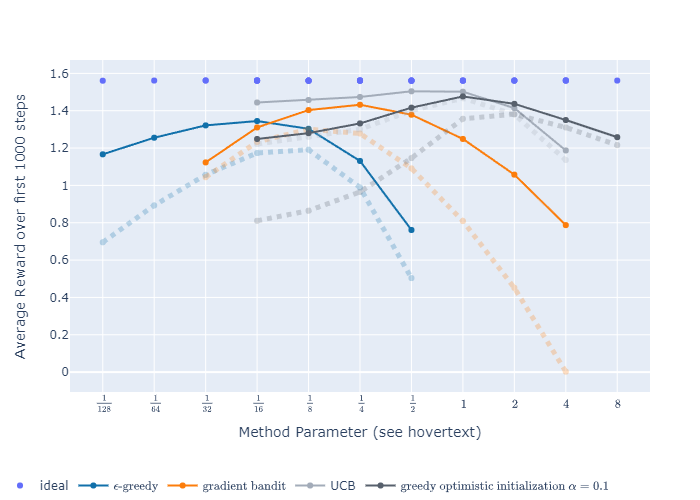 Average Reward over first 1000 steps
1.6
1.4
1.2
1
0.8
0.6
0.4
0.2
0
1/128 1/64 1/32 1/16 1/8 1/4 1/2 1 2 4 8
Method Parameter (see hovertext)
ideal ϵ-greedy gradient bandit UCB greedy optimistic initialization α = 0.1